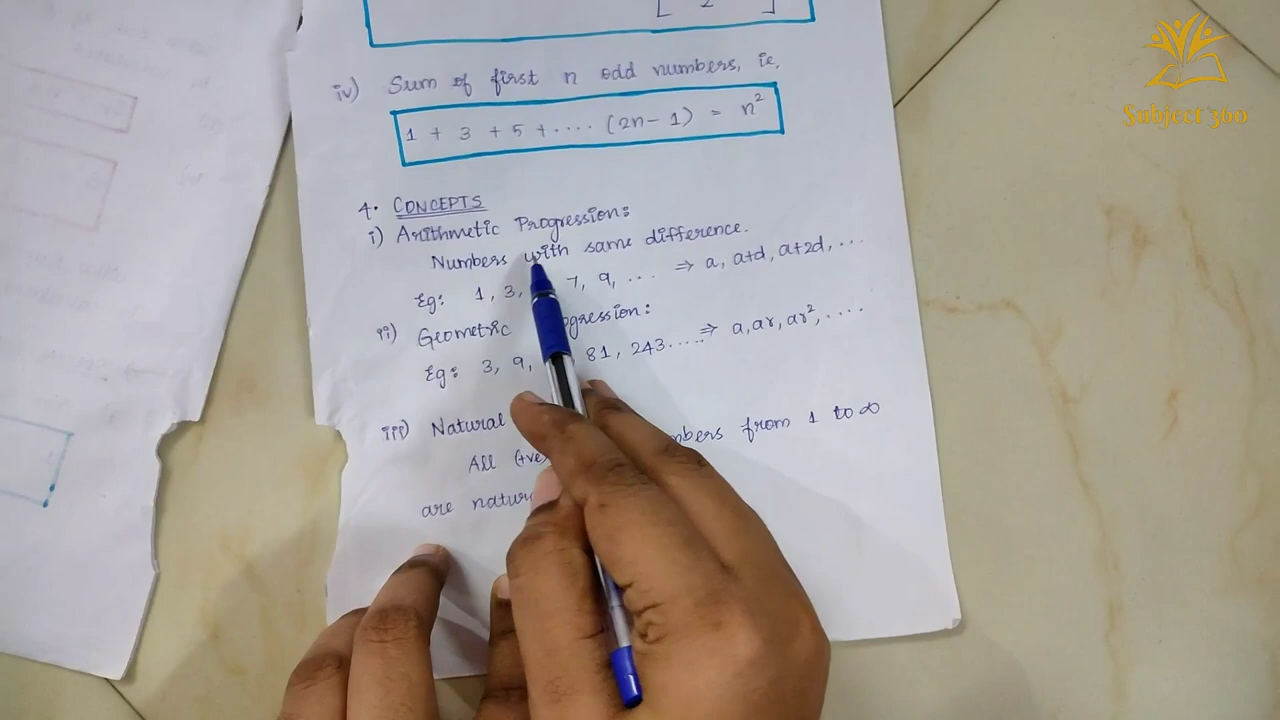 2
iv) Sum of first n odd numbers, ie,
1 + 3 + 5 + .... (2n-1) = n²
4. CONCEPTS
i) Arithmetic Progression:
Numbers with same difference.
Eg: 1, 3, 7, 9, ... ⇒ a, a+d, a+2d, ...
ii) Geometric
Eg: 3, 9, 81, 243..... ⇒ a, ar, ar², ....
iii) Natural
All (+ve) from 1 to ∞
are
Subject 360